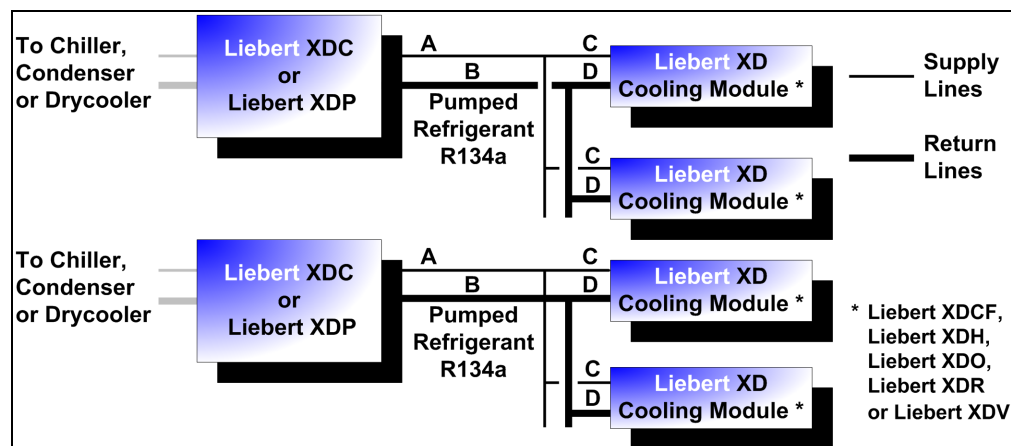 To Chiller,
Condenser
or Drycooler
Liebert XDC
or
Liebert XDP
A
B
Pumped
Refrigerant
R134a
C
D
Liebert XD
Cooling Module *
C
D
Liebert XD
Cooling Module *
Supply
Lines
Return
Lines
To Chiller,
Condenser
or Drycooler
Liebert XDC
or
Liebert XDP
A
B
Pumped
Refrigerant
R134a
C
D
Liebert XD
Cooling Module *
C
D
Liebert XD
Cooling Module *
* Liebert XDCF,
Liebert XDH,
Liebert XDO,
Liebert XDR
or Liebert XDV